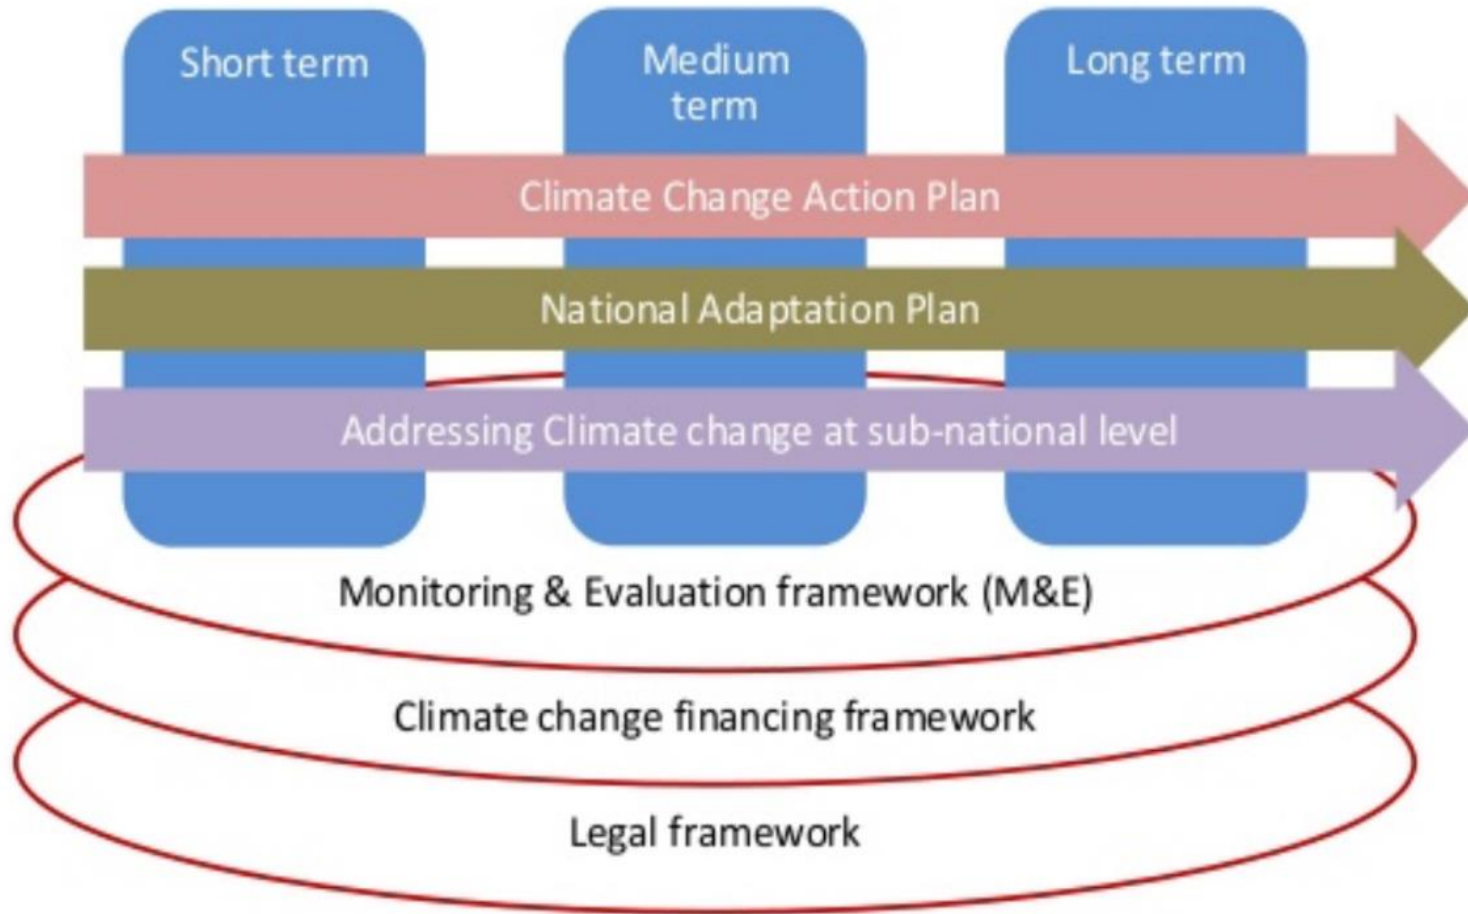 Short term
Medium
term
Long term
Climate Change Action Plan
National Adaptation Plan
Addressing Climate change at sub-national level
Monitoring & Evaluation framework (M&E)
Climate change financing framework
Legal framework